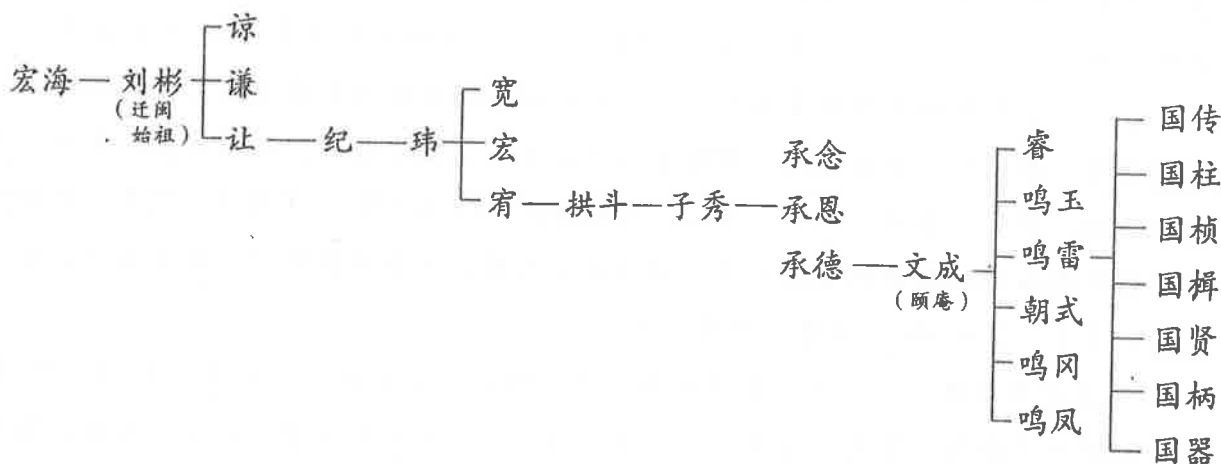 宏海
刘彬
(迁闽
始祖)
谅
谦
让
纪
玮
宽
宏
宥
拱斗
子秀
承念
承恩
承德
文成
(颐庵)
睿
鸣玉
鸣雷
朝式
鸣冈
鸣凤
国传
国柱
国桢
国楫
国贤
国柄
国器